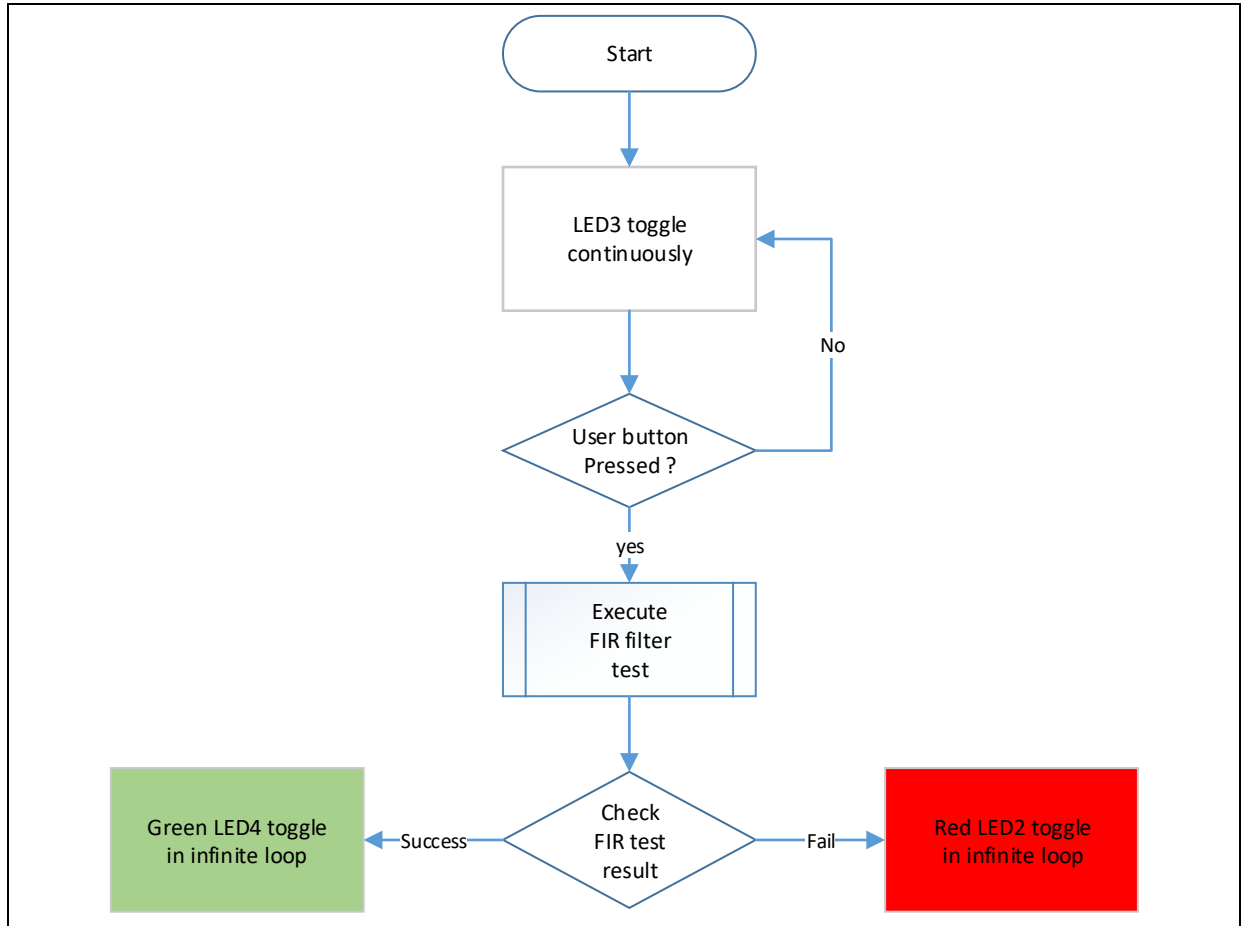 Start
LED3 toggle
continuously
No
User button
Pressed ?
yes
Execute
FIR filter
test
Check
FIR test
result
Green LED4 toggle
in infinite loop
Success
Fail
Red LED2 toggle
in infinite loop